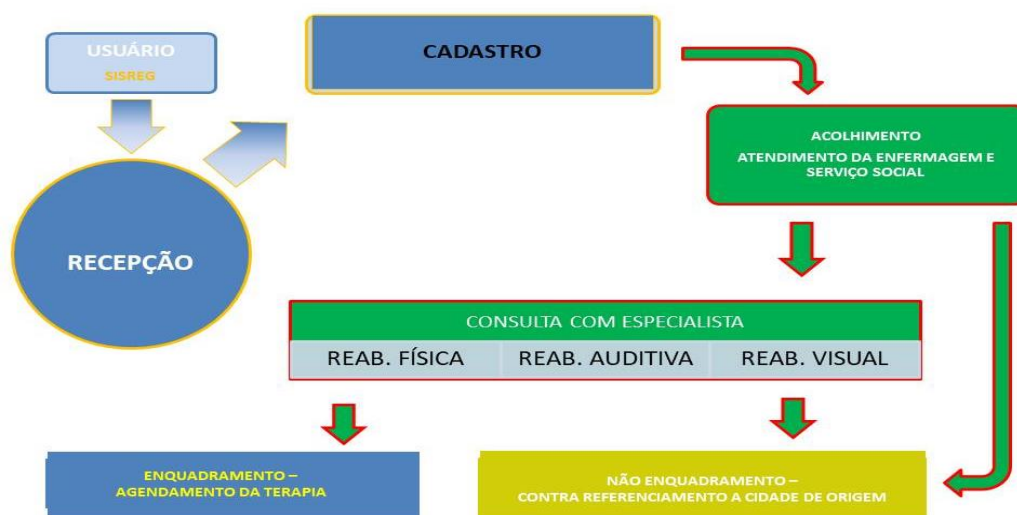 USUÁRIO
SISREG
CADASTRO
ACOLHIMENTO
ATENDIMENTO DA ENFERMAGEM E
SERVIÇO SOCIAL
RECEPÇÃO
CONSULTA COM ESPECIALISTA
REAB. FÍSICA REAB. AUDITIVA REAB. VISUAL
ENQUADRAMENTO –
AGENDAMENTO DA TERAPIA
NÃO ENQUADRAMENTO –
CONTRA REFERENCIAMENTO A CIDADE DE ORIGEM